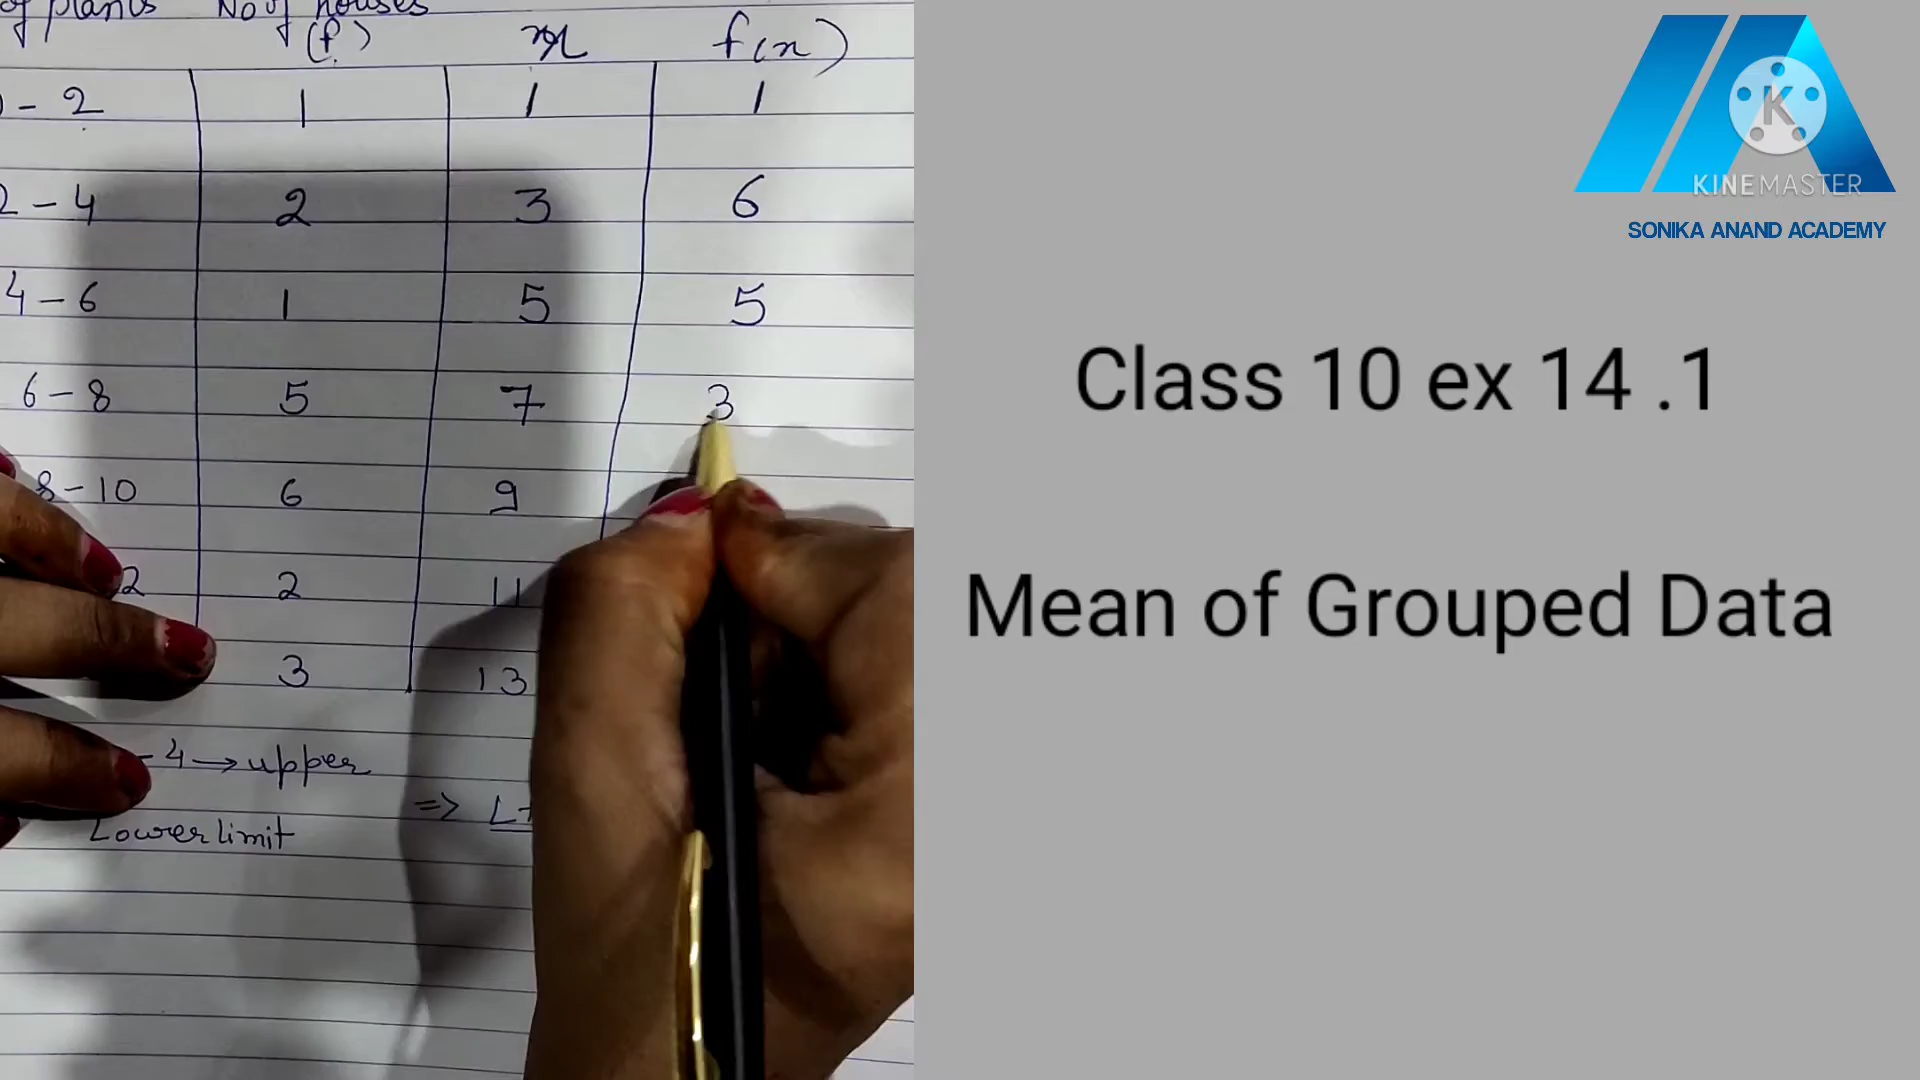 of plants No of houses
(f) x f(x)
- 2 1 1 1
2 - 4 2 3 6
4 - 6 1 5 5
6 - 8 5 7 3
8 - 10 6 9
2 2 11
3 13
- 4 → upper
⇒ L+
Lower limit
K
KINEMASTER
SONIKA ANAND ACADEMY
Class 10 ex 14 .1
Mean of Grouped Data